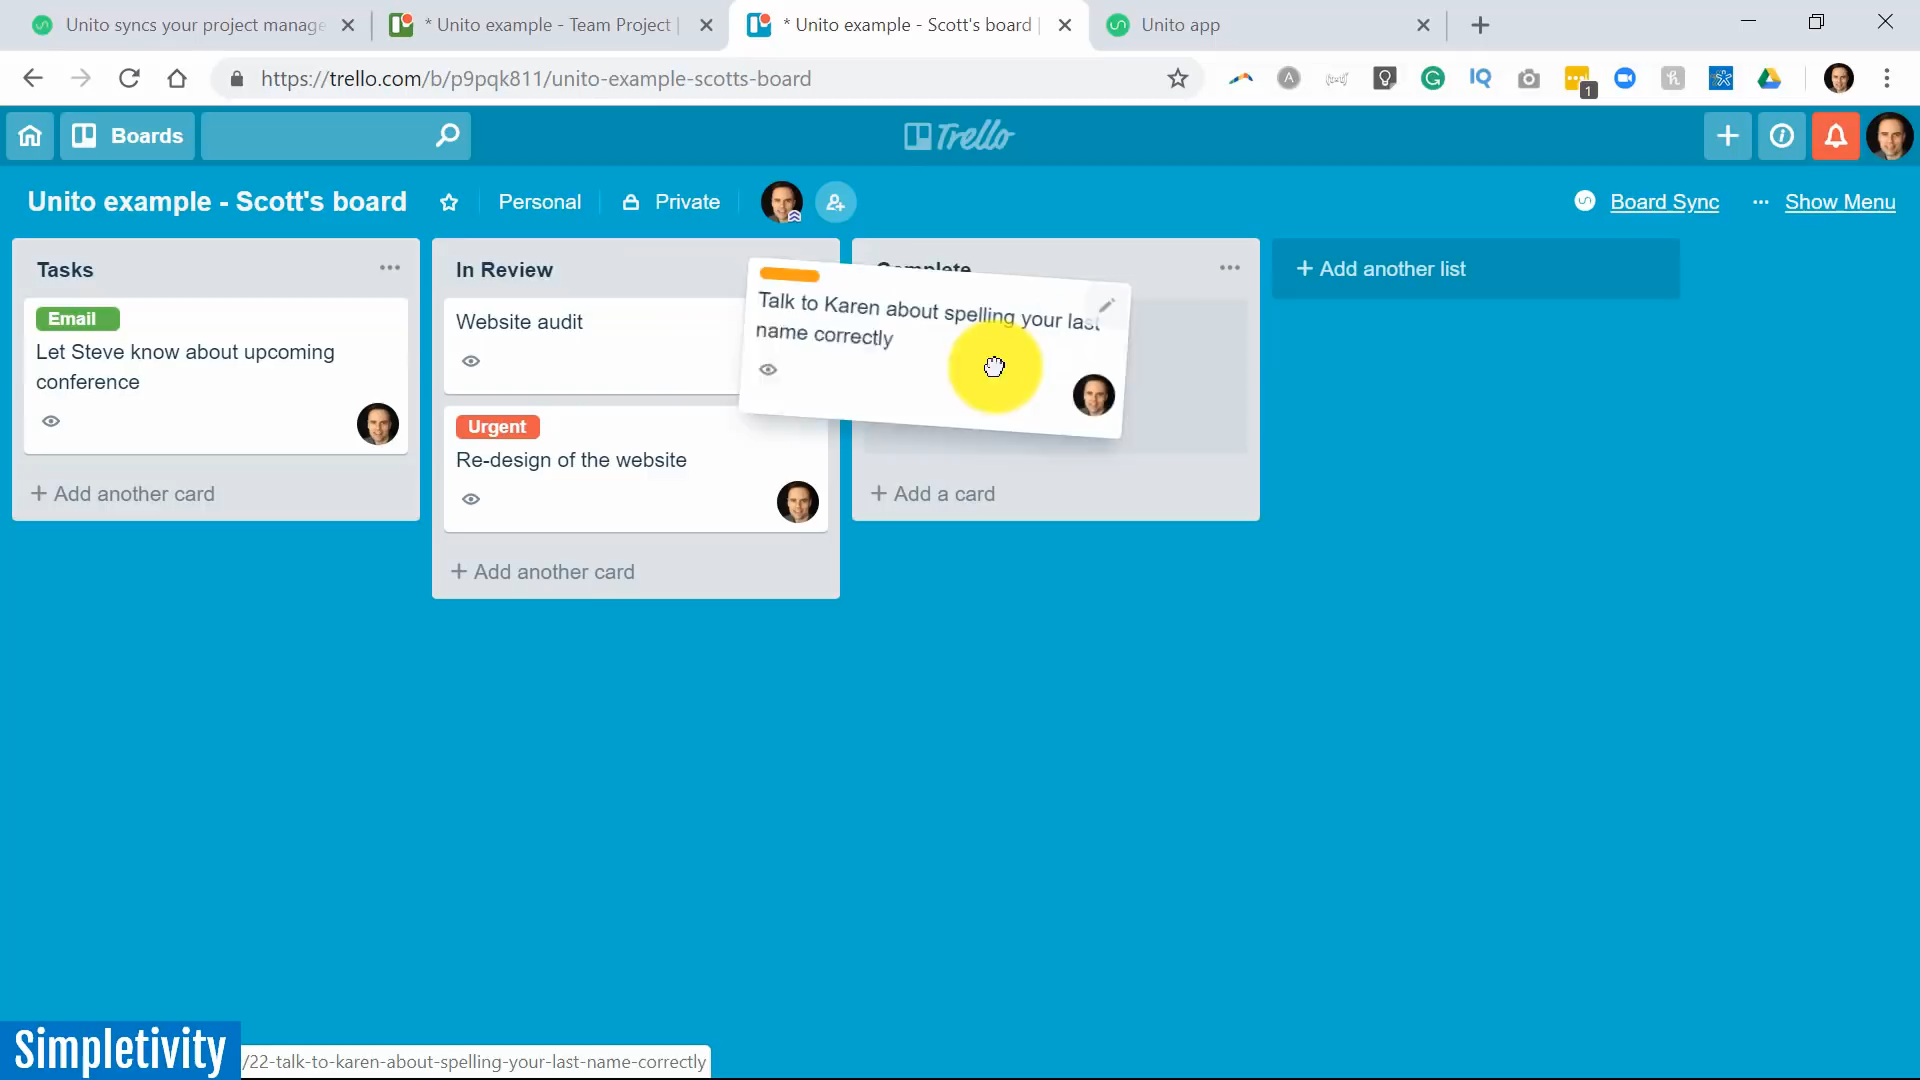 Unito syncs your project manage
* Unito example - Team Project |
* Unito example - Scott's board |
Unito app
https://trello.com/b/p9pqk811/unito-example-scotts-board
A
IQ
1
h
Boards
Trello
Unito example - Scott's board
Personal
Private
Board Sync
Show Menu
Tasks
Email
Let Steve know about upcoming
conference
+ Add another card
In Review
Website audit
Urgent
Re-design of the website
+ Add another card
Complete
Talk to Karen about spelling your last
name correctly
+ Add a card
+ Add another list
Simpletivity
/22-talk-to-karen-about-spelling-your-last-name-correctly